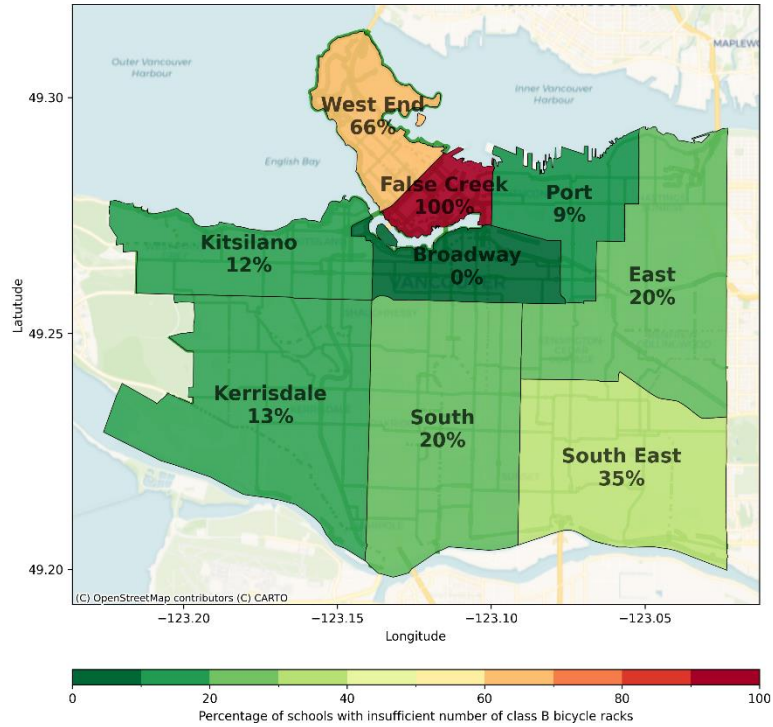 MAPLEW
Outer Vancouver
Harbour
Inner Vancouver
Harbour
English Bay
49.30
49.25
49.20
Latutude
West End
66%
False Creek
100%
Port
9%
Kitsilano
12%
Broadway
0%
VANCOUVER
East
20%
Kerrisdale
13%
South
20%
South East
35%
(C) OpenStreetMap contributors (C) CARTO
−123.20
−123.15
−123.10
−123.05
Longitude
0
20
40
60
80
100
Percentage of schools with insufficient number of class B bicycle racks